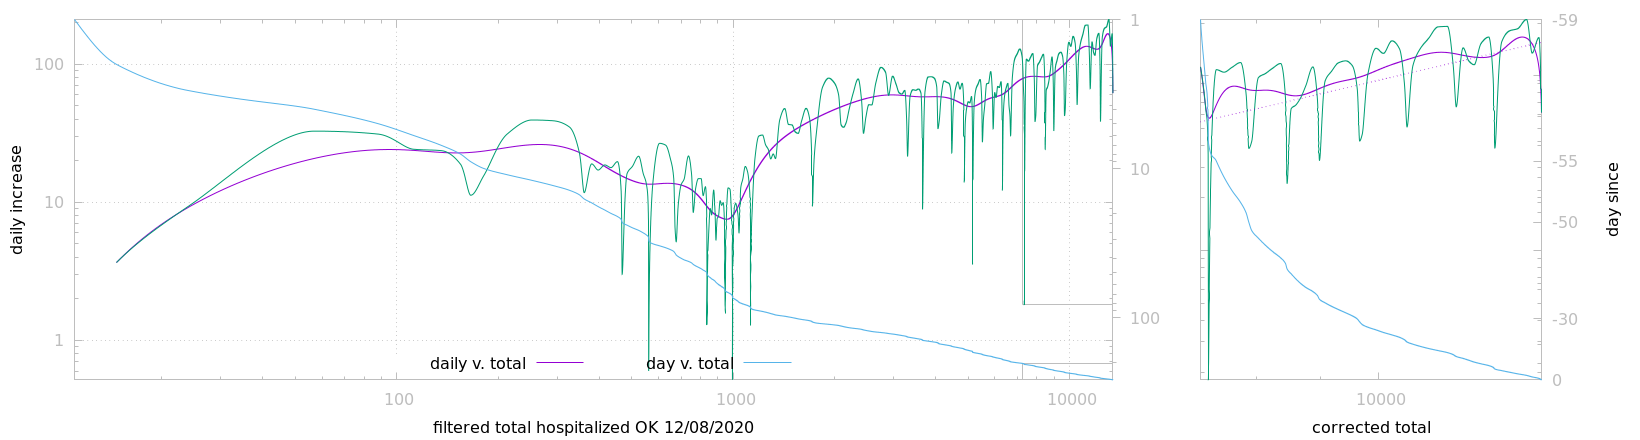 1
-59
100
10
-55
daily increase
day since
10
-50
100
-30
1
daily v. total
day v. total
0
100
1000
10000
10000
filtered total hospitalized OK 12/08/2020
corrected total